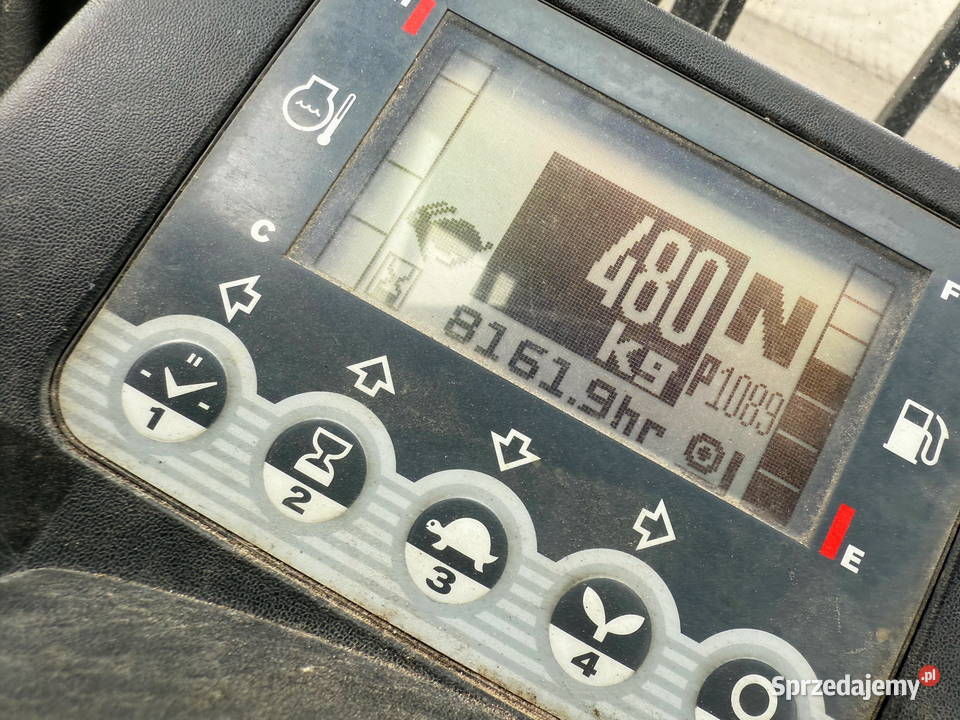 C
F
480 N
kg P1089
8161.9hr
E
1
2
3
4
Sprzedajemy.pl